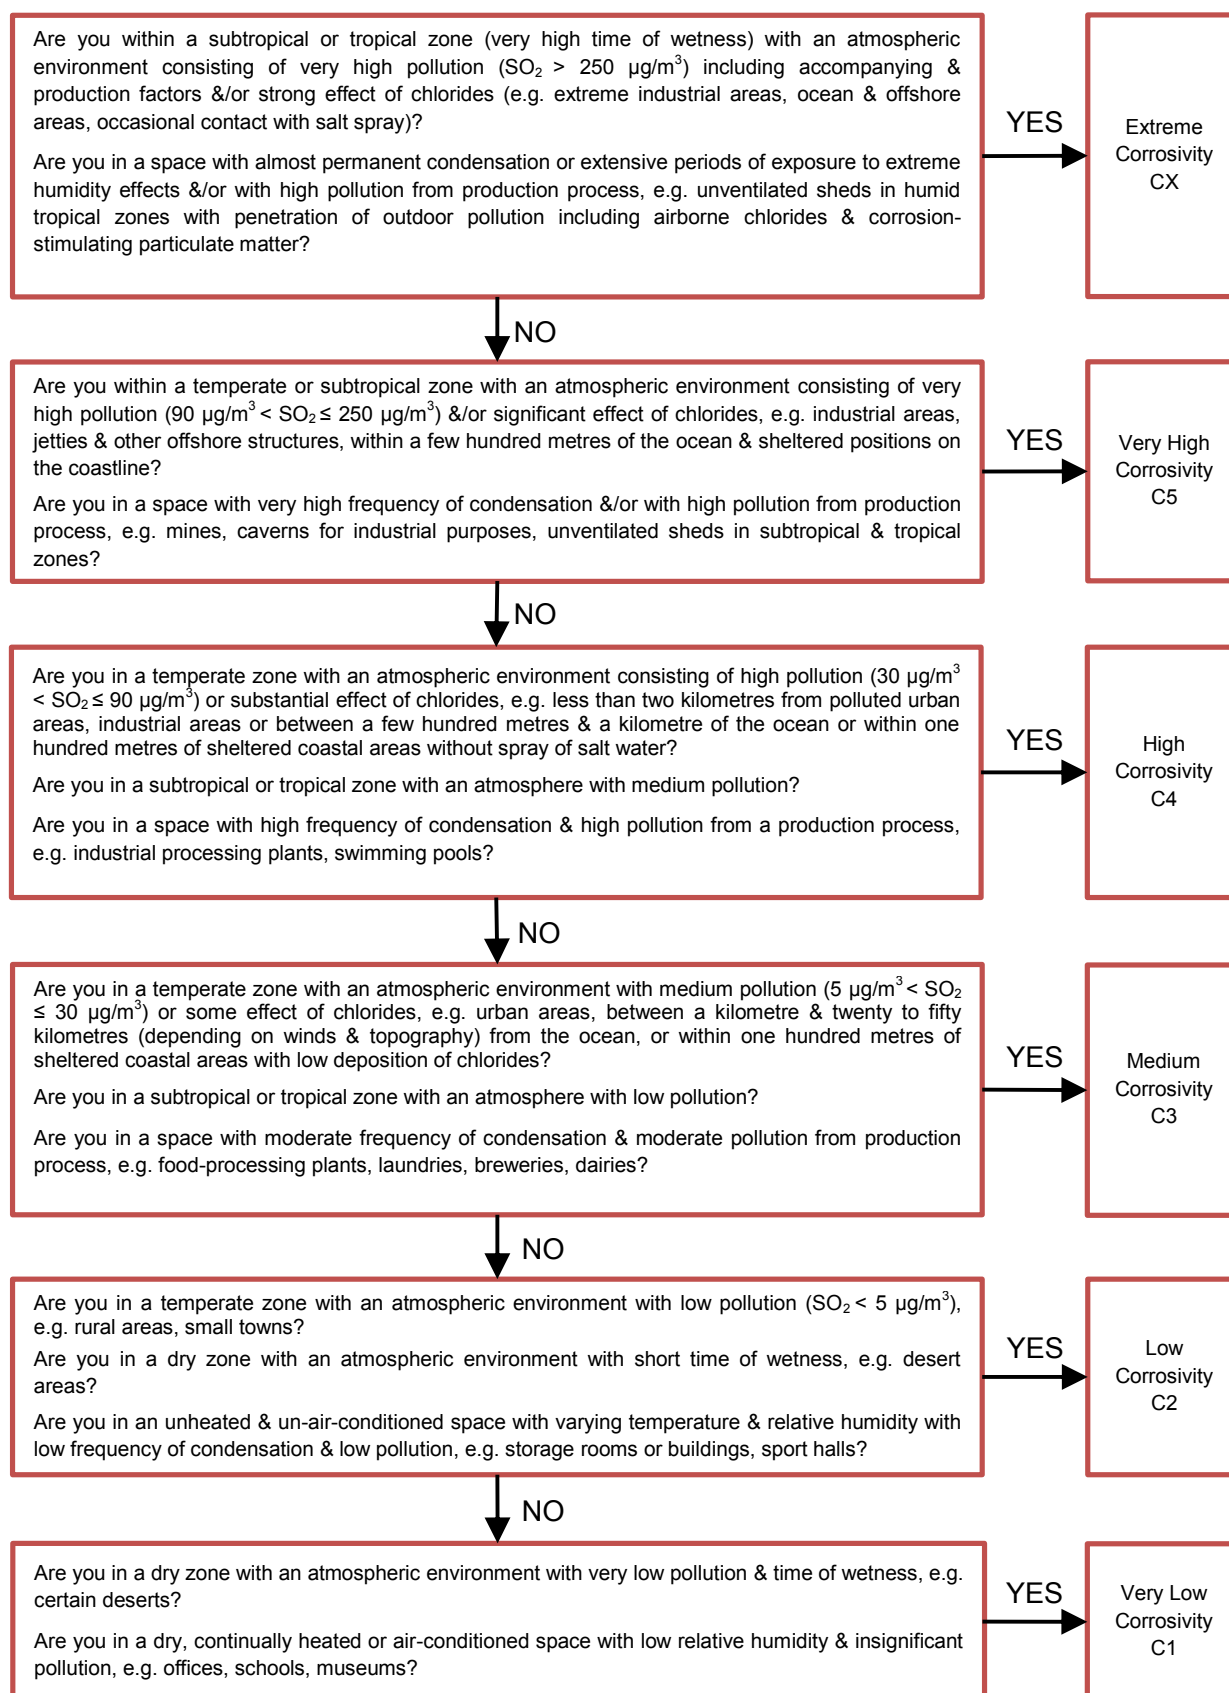 Are you within a subtropical or tropical zone (very high time of wetness) with an atmospheric
environment consisting of very high pollution (SO₂ > 250 µg/m³) including accompanying &
production factors &/or strong effect of chlorides (e.g. extreme industrial areas, ocean & offshore
areas, occasional contact with salt spray)?
Are you in a space with almost permanent condensation or extensive periods of exposure to extreme
humidity effects &/or with high pollution from production process, e.g. unventilated sheds in humid
tropical zones with penetration of outdoor pollution including airborne chlorides & corrosion-
stimulating particulate matter?
YES
Extreme
Corrosivity
CX
NO
Are you within a temperate or subtropical zone with an atmospheric environment consisting of very
high pollution (90 µg/m³ < SO₂ ≤ 250 µg/m³) &/or significant effect of chlorides, e.g. industrial areas,
jetties & other offshore structures, within a few hundred metres of the ocean & sheltered positions on
the coastline?
Are you in a space with very high frequency of condensation &/or with high pollution from production
process, e.g. mines, caverns for industrial purposes, unventilated sheds in subtropical & tropical
zones?
YES
Very High
Corrosivity
C5
NO
Are you in a temperate zone with an atmospheric environment consisting of high pollution (30 µg/m³
< SO₂ ≤ 90 µg/m³) or substantial effect of chlorides, e.g. less than two kilometres from polluted urban
areas, industrial areas or between a few hundred metres & a kilometre of the ocean or within one
hundred metres of sheltered coastal areas without spray of salt water?
Are you in a subtropical or tropical zone with an atmosphere with medium pollution?
Are you in a space with high frequency of condensation & high pollution from a production process,
e.g. industrial processing plants, swimming pools?
YES
High
Corrosivity
C4
NO
Are you in a temperate zone with an atmospheric environment with medium pollution (5 µg/m³ < SO₂
≤ 30 µg/m³) or some effect of chlorides, e.g. urban areas, between a kilometre & twenty to fifty
kilometres (depending on winds & topography) from the ocean, or within one hundred metres of
sheltered coastal areas with low deposition of chlorides?
Are you in a subtropical or tropical zone with an atmosphere with low pollution?
Are you in a space with moderate frequency of condensation & moderate pollution from production
process, e.g. food-processing plants, laundries, breweries, dairies?
YES
Medium
Corrosivity
C3
NO
Are you in a temperate zone with an atmospheric environment with low pollution (SO₂ < 5 µg/m³),
e.g. rural areas, small towns?
Are you in a dry zone with an atmospheric environment with short time of wetness, e.g. desert
areas?
Are you in an unheated & un-air-conditioned space with varying temperature & relative humidity with
low frequency of condensation & low pollution, e.g. storage rooms or buildings, sport halls?
YES
Low
Corrosivity
C2
NO
Are you in a dry zone with an atmospheric environment with very low pollution & time of wetness, e.g.
certain deserts?
Are you in a dry, continually heated or air-conditioned space with low relative humidity & insignificant
pollution, e.g. offices, schools, museums?
YES
Very Low
Corrosivity
C1